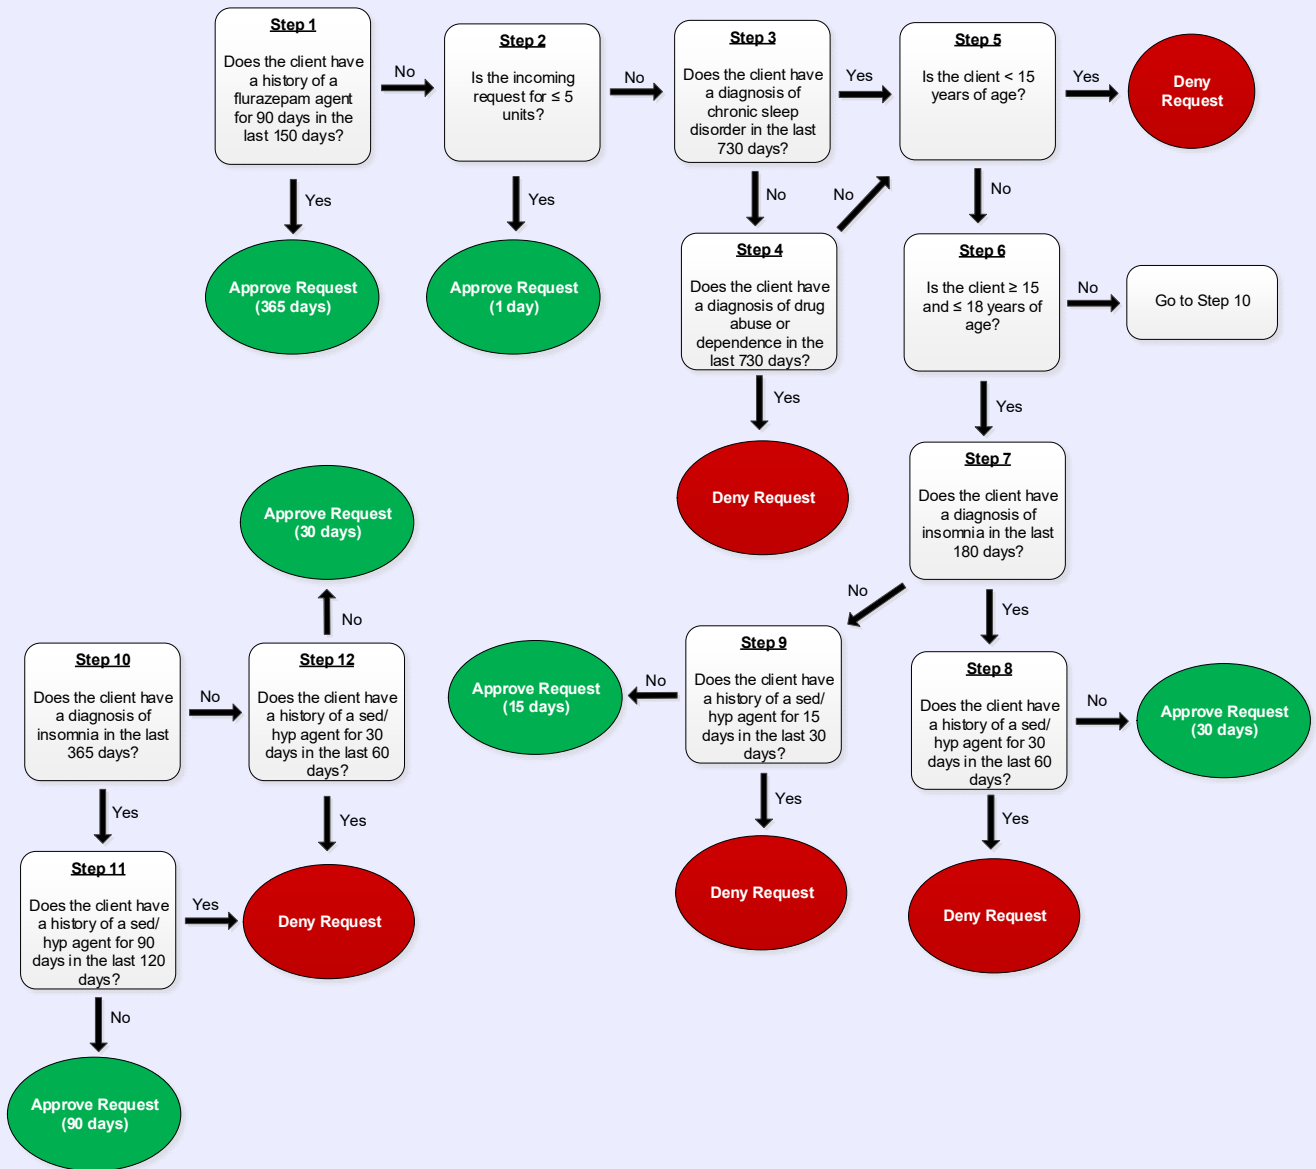 Step 1
Does the client have
a history of a
flurazepam agent
for 90 days in the
last 150 days?
No
Yes
Approve Request
(365 days)
Step 2
Is the incoming
request for ≤ 5
units?
No
Yes
Approve Request
(1 day)
Step 3
Does the client have
a diagnosis of
chronic sleep
disorder in the last
730 days?
Yes
No
Step 4
Does the client have
a diagnosis of drug
abuse or
dependence in the
last 730 days?
No
Yes
Deny Request
Step 5
Is the client < 15
years of age?
Yes
Deny
Request
No
Step 6
Is the client ≥ 15
and ≤ 18 years of
age?
No
Go to Step 10
Yes
Step 7
Does the client have
a diagnosis of
insomnia in the last
180 days?
No
Yes
Step 8
Does the client have
a history of a sed/
hyp agent for 30
days in the last 60
days?
No
Approve Request
(30 days)
Yes
Deny Request
Step 9
Does the client have
a history of a sed/
hyp agent for 15
days in the last 30
days?
No
Approve Request
(15 days)
Yes
Deny Request
Step 10
Does the client have
a diagnosis of
insomnia in the last
365 days?
No
Yes
Step 11
Does the client have
a history of a sed/
hyp agent for 90
days in the last 120
days?
Yes
No
Approve Request
(90 days)
Step 12
Does the client have
a history of a sed/
hyp agent for 30
days in the last 60
days?
No
Approve Request
(30 days)
Yes
Deny Request